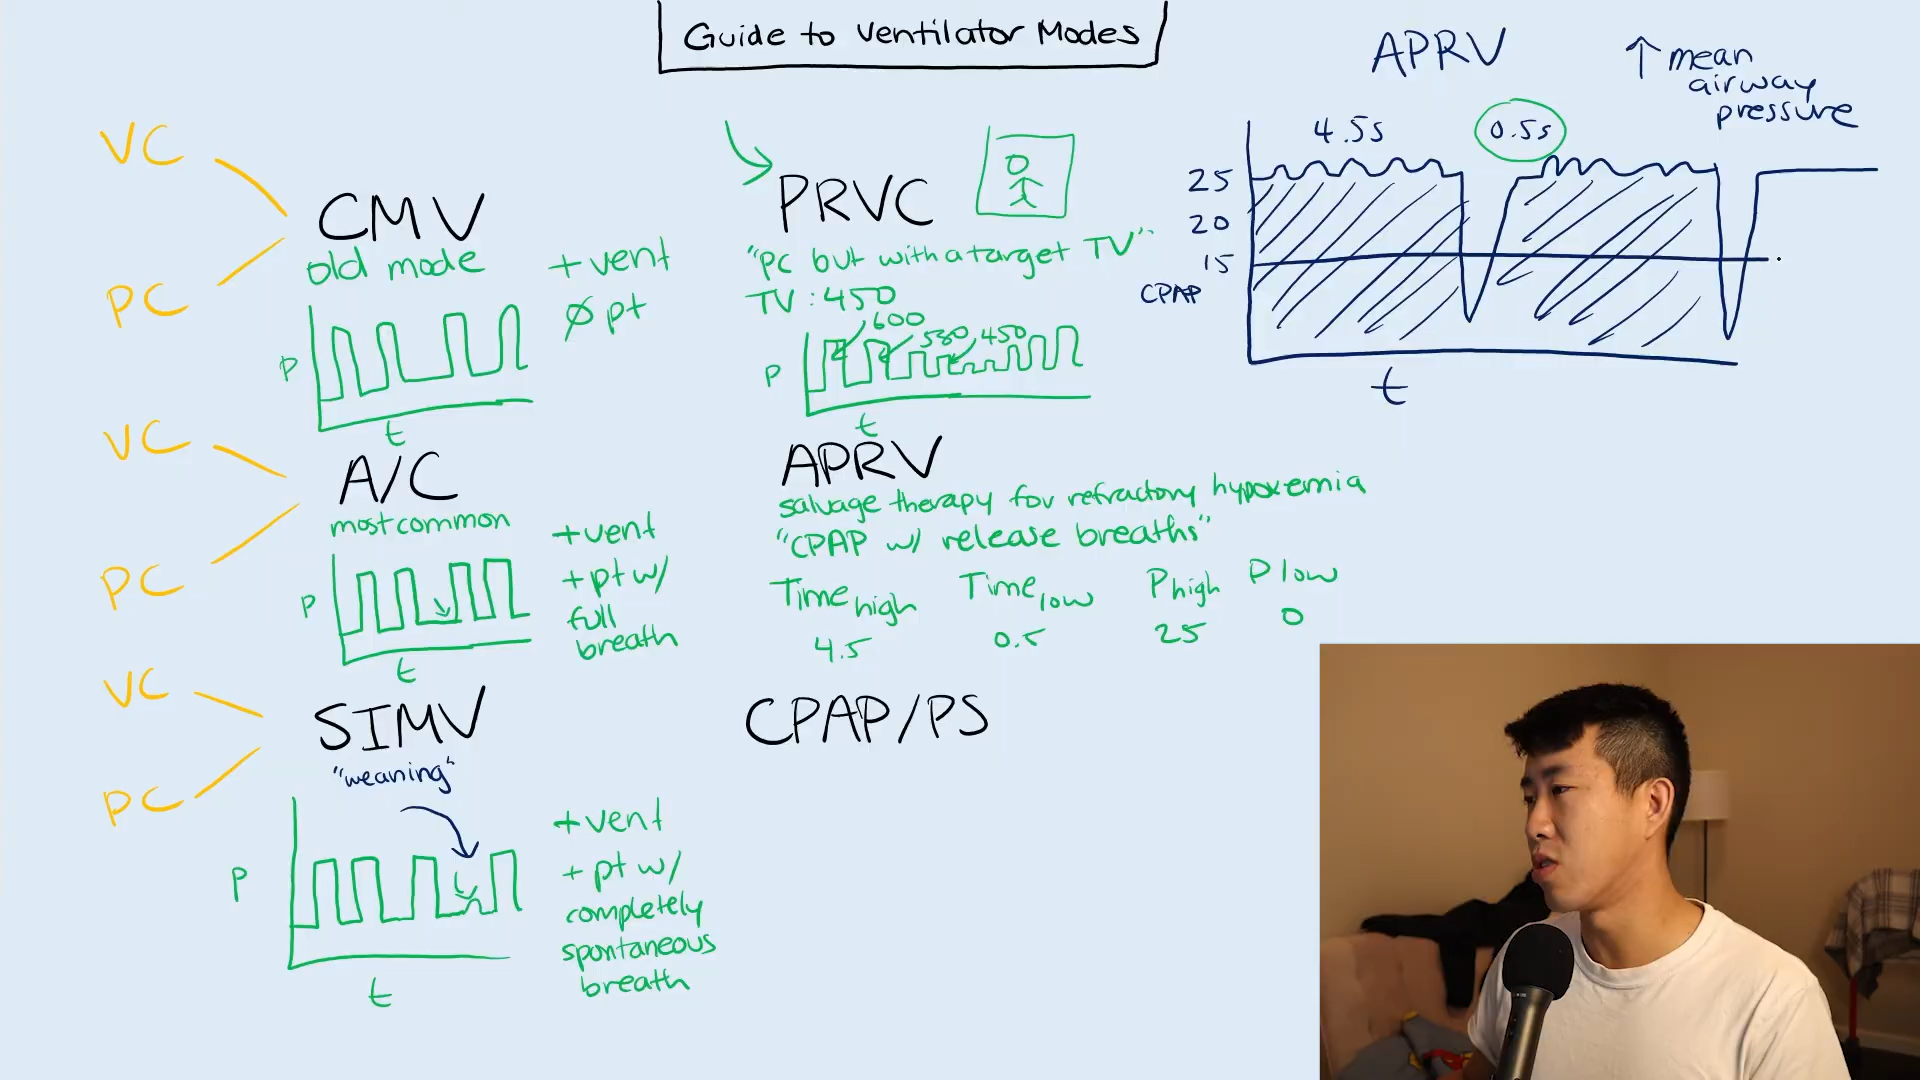 Guide to Ventilator Modes
VC
PC
CMV
old mode
+ vent
Ø pt
P
t
VC
PC
A/C
most common
+ vent
+ pt w/
full
breath
P
t
VC
PC
SIMV
"weaning"
+ vent
+ pt w/
completely
spontaneous
breath
P
t
PRVC
"PC but with a target TV"
TV: 450
600
580
450
P
t
APRV
salvage therapy for refractory hypoxemia
"CPAP w/ release breaths"
Time high Time low Phigh Plow
4.5 0.5 25 0
CPAP/PS
APRV
↑ mean
airway
pressure
4.5s 0.5s
25
20
15
CPAP
t